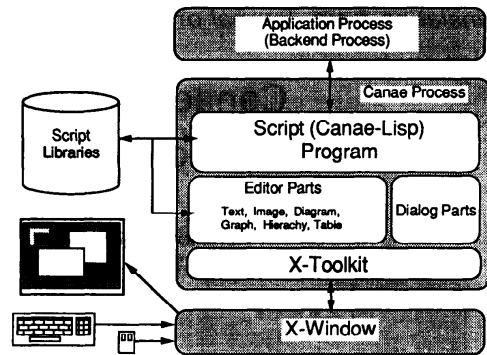 Application Process
(Backend Process)
Canae Process
Script
Libraries
Script (Canae-Lisp)
Program
Editor Parts
Text, Image, Diagram,
Graph, Hierachy, Table
Dialog Parts
X-Toolkit
X-Window